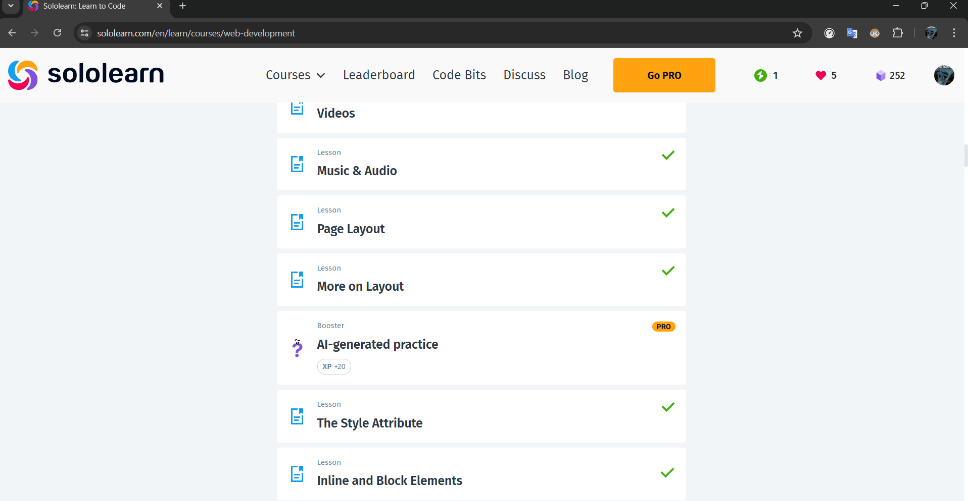 Sololearn: Learn to Code
sololearn.com/en/learn/courses/web-development
sololearn
Courses
Leaderboard
Code Bits
Discuss
Blog
Go PRO
1
5
252
Videos
Lesson
Music & Audio
Lesson
Page Layout
Lesson
More on Layout
Booster
PRO
AI-generated practice
XP +20
Lesson
The Style Attribute
Lesson
Inline and Block Elements